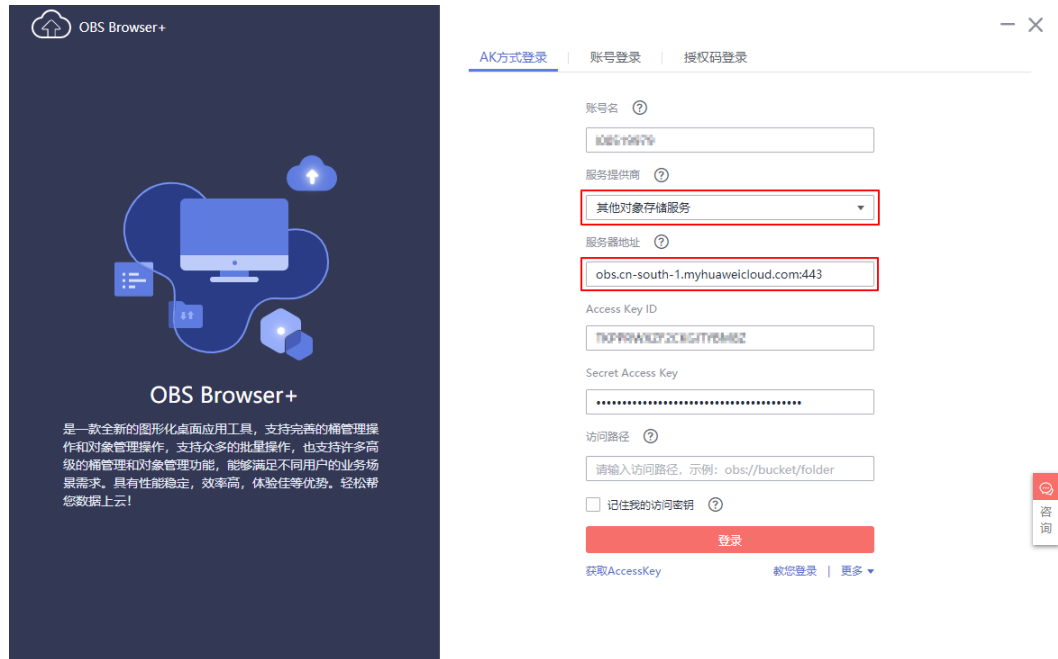 OBS Browser+
AK方式登录
账号登录
授权码登录
账号名
服务提供商
其他对象存储服务
服务器地址
obs.cn-south-1.myhuaweicloud.com:443
Access Key ID
Secret Access Key
访问路径
请输入访问路径，示例：obs://bucket/folder
记住我的访问密钥
登录
获取AccessKey
教您登录 | 更多
OBS Browser+
是一款全新的图形化桌面应用工具，支持完善的桶管理操
作和对象管理操作，支持众多的批量操作，也支持许多高
级的桶管理和对象管理功能，能够满足不同用户的业务场
景需求。具有性能稳定，效率高，体验佳等优势。轻松帮
您数据上云！
咨
询